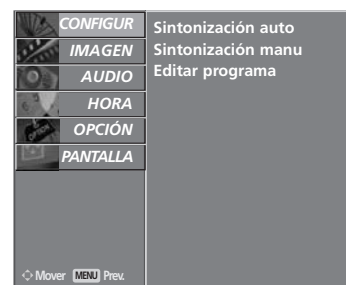 CONFIGUR
IMAGEN
AUDIO
HORA
OPCIÓN
PANTALLA
Sintonización auto
Sintonización manu
Editar programa
Mover MENU Prev.